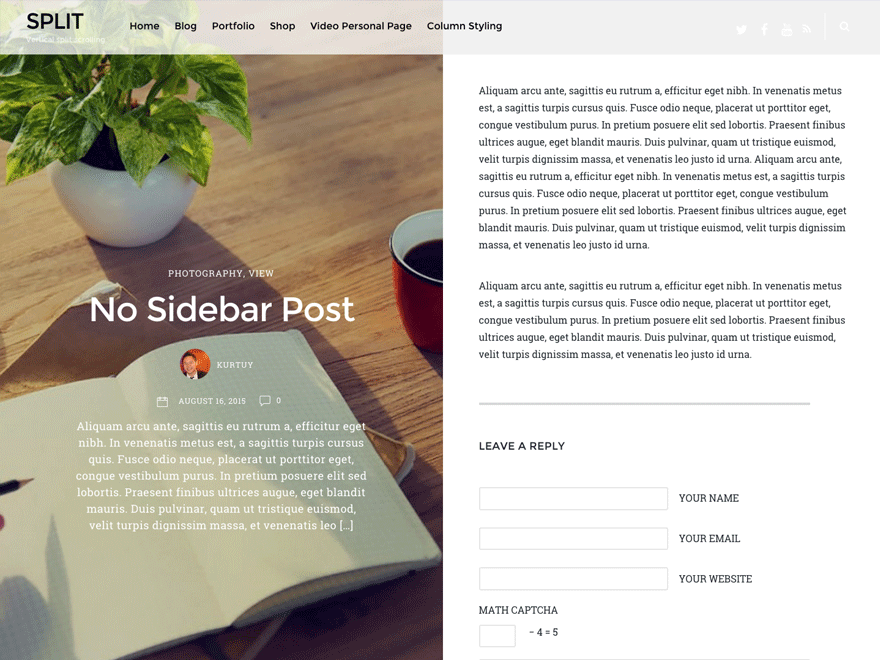 SPLIT
Vertical split scrolling
Home Blog Portfolio Shop Video Personal Page Column Styling
PHOTOGRAPHY, VIEW
No Sidebar Post
KURTUY
AUGUST 16, 2015 0
Aliquam arcu ante, sagittis eu rutrum a, efficitur eget
nibh. In venenatis metus est, a sagittis turpis cursus
quis. Fusce odio neque, placerat ut porttitor eget,
congue vestibulum purus. In pretium posuere elit sed
lobortis. Praesent finibus ultrices augue, eget blandit
mauris. Duis pulvinar, quam ut tristique euismod,
velit turpis dignissim massa, et venenatis leo [...]
Aliquam arcu ante, sagittis eu rutrum a, efficitur eget nibh. In venenatis metus
est, a sagittis turpis cursus quis. Fusce odio neque, placerat ut porttitor eget,
congue vestibulum purus. In pretium posuere elit sed lobortis. Praesent finibus
ultrices augue, eget blandit mauris. Duis pulvinar, quam ut tristique euismod,
velit turpis dignissim massa, et venenatis leo justo id urna. Aliquam arcu ante,
sagittis eu rutrum a, efficitur eget nibh. In venenatis metus est, a sagittis turpis
cursus quis. Fusce odio neque, placerat ut porttitor eget, congue vestibulum
purus. In pretium posuere elit sed lobortis. Praesent finibus ultrices augue, eget
blandit mauris. Duis pulvinar, quam ut tristique euismod, velit turpis dignissim
massa, et venenatis leo justo id urna.
Aliquam arcu ante, sagittis eu rutrum a, efficitur eget nibh. In venenatis metus
est, a sagittis turpis cursus quis. Fusce odio neque, placerat ut porttitor eget,
congue vestibulum purus. In pretium posuere elit sed lobortis. Praesent finibus
ultrices augue, eget blandit mauris. Duis pulvinar, quam ut tristique euismod,
velit turpis dignissim massa, et venenatis leo justo id urna.
LEAVE A REPLY
YOUR NAME
YOUR EMAIL
YOUR WEBSITE
MATH CAPTCHA
− 4 = 5